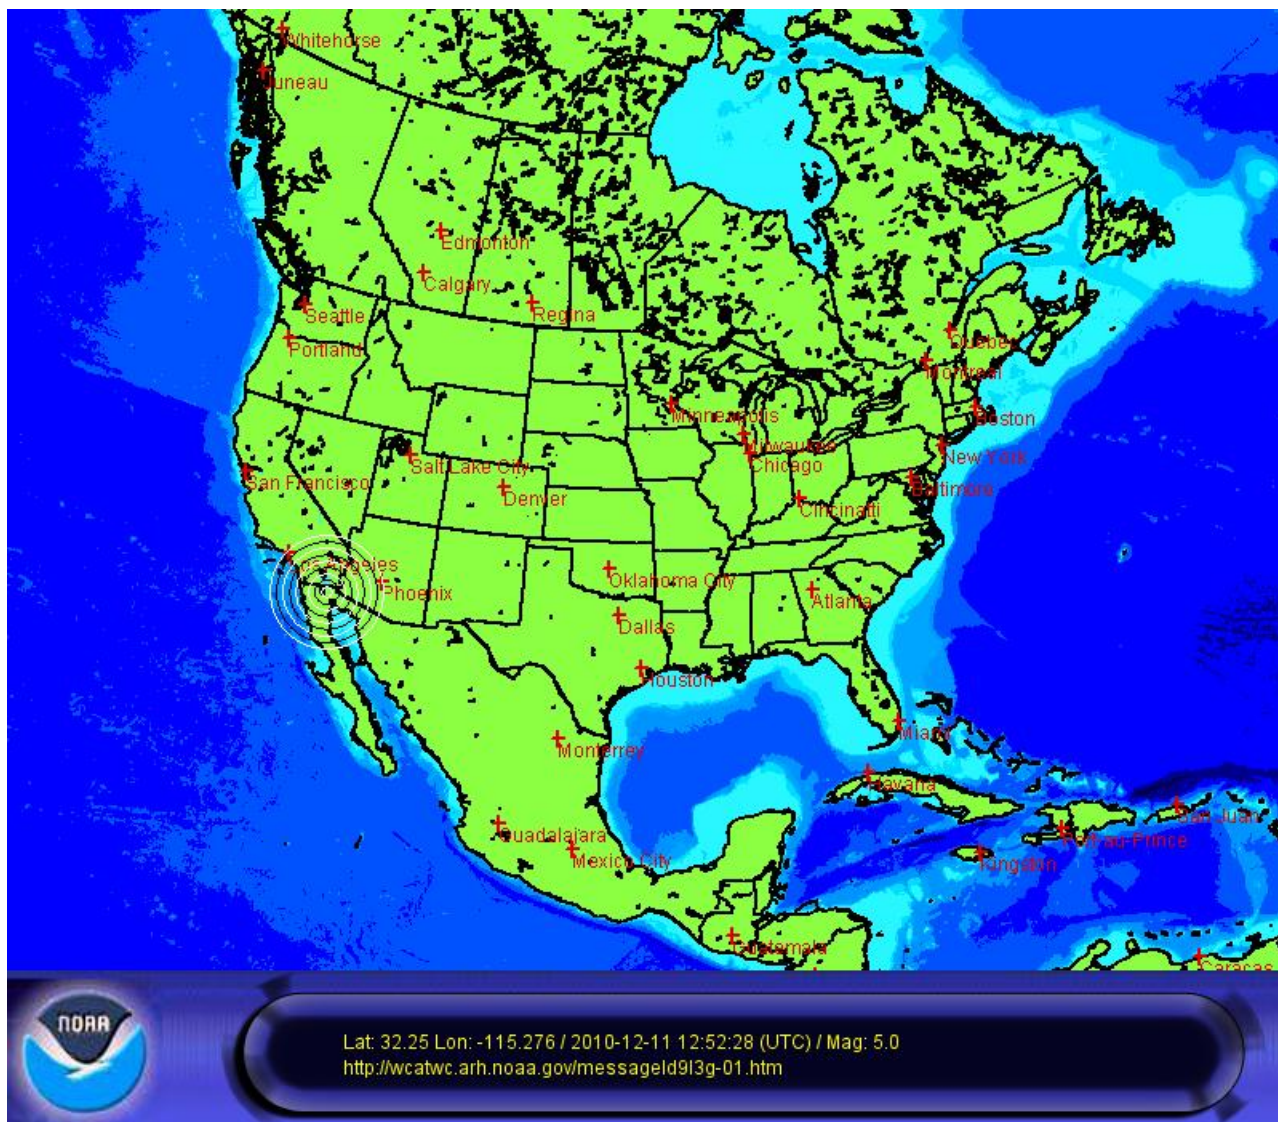 Whitehorse
Juneau
Edmonton
Calgary
Seattle
Regina
Portland
Quebec
Montreal
Minneapolis
Boston
Milwaukee
New York
Salt Lake City
Chicago
San Francisco
Denver
Baltimore
Cincinatti
Los Angeles
Oklahoma City
Phoenix
Atlanta
Dallas
Houston
Miami
Monterrey
Havana
San Juan
Guadalajara
Port-au-Prince
Mexico City
Kingston
Guatamala
Caracas
NOAA
Lat: 32.25 Lon: -115.276 / 2010-12-11 12:52:28 (UTC) / Mag: 5.0
http://wcatwc.arh.noaa.gov/messageId9l3g-01.htm